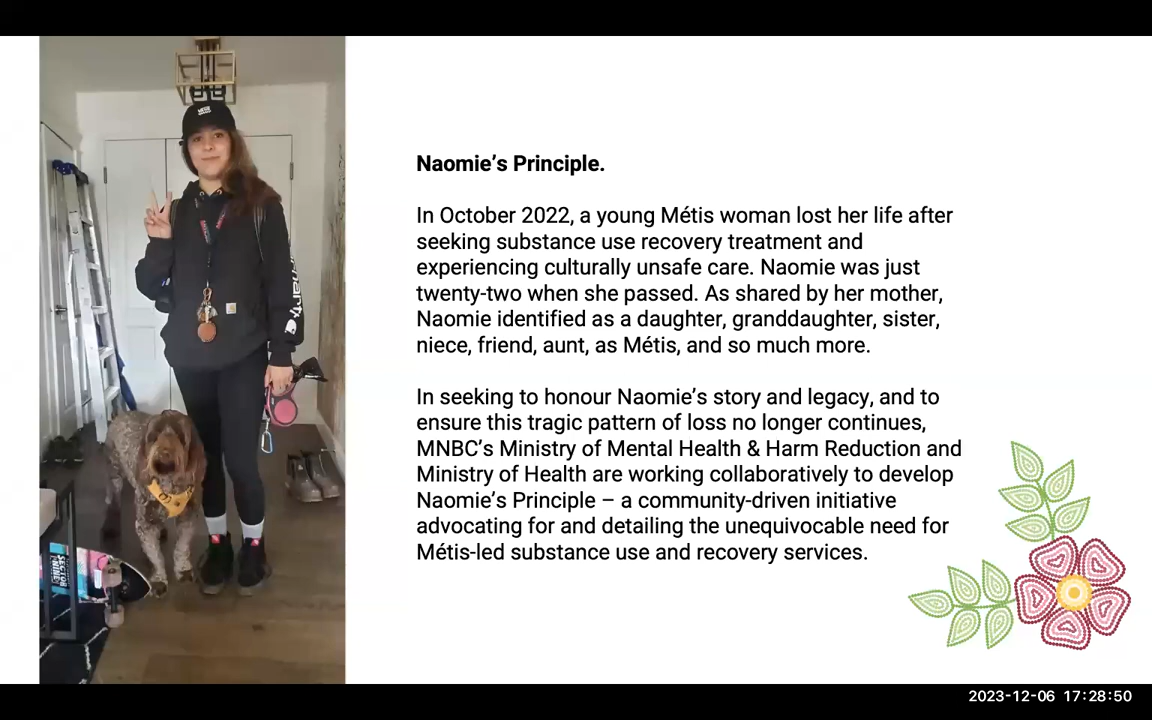 Naomie's Principle.
In October 2022, a young Métis woman lost her life after
seeking substance use recovery treatment and
experiencing culturally unsafe care. Naomie was just
twenty-two when she passed. As shared by her mother,
Naomie identified as a daughter, granddaughter, sister,
niece, friend, aunt, as Métis, and so much more.
In seeking to honour Naomie's story and legacy, and to
ensure this tragic pattern of loss no longer continues,
MNBC's Ministry of Mental Health & Harm Reduction and
Ministry of Health are working collaboratively to develop
Naomie's Principle – a community-driven initiative
advocating for and detailing the unequivocable need for
Métis-led substance use and recovery services.
SECTOR
NINE
2023-12-06 17:28:50